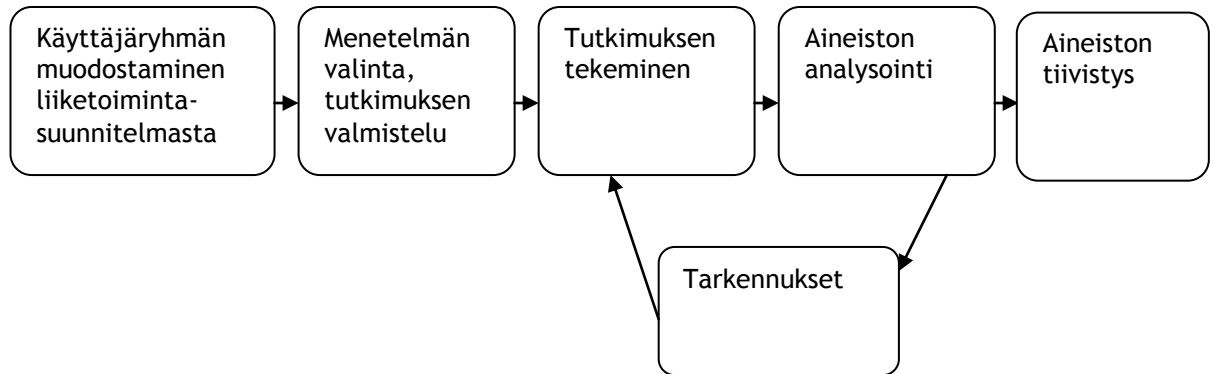 Käyttäjäryhmän
muodostaminen
liiketoiminta-
suunnitelmasta
Menetelmän
valinta,
tutkimuksen
valmistelu
Tutkimuksen
tekeminen
Aineiston
analysointi
Aineiston
tiivistys
Tarkennukset